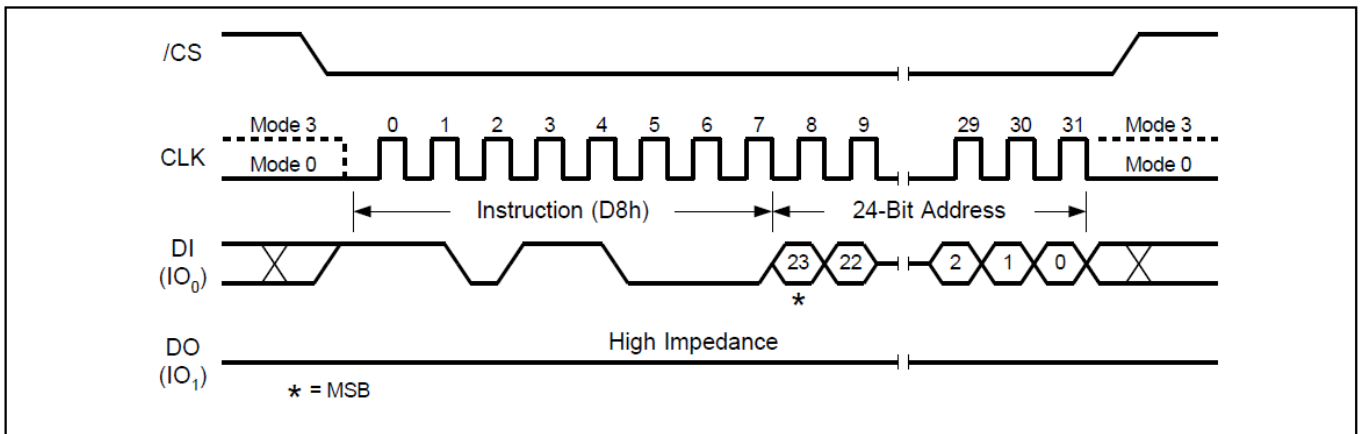 /CS
Mode 3 0 1 2 3 4 5 6 7 8 9 29 30 31 Mode 3
CLK
Mode 0 Mode 0
Instruction (D8h) 24-Bit Address
DI
(IO₀)
23 22 2 1 0
*
High Impedance
DO
(IO₁)
* = MSB